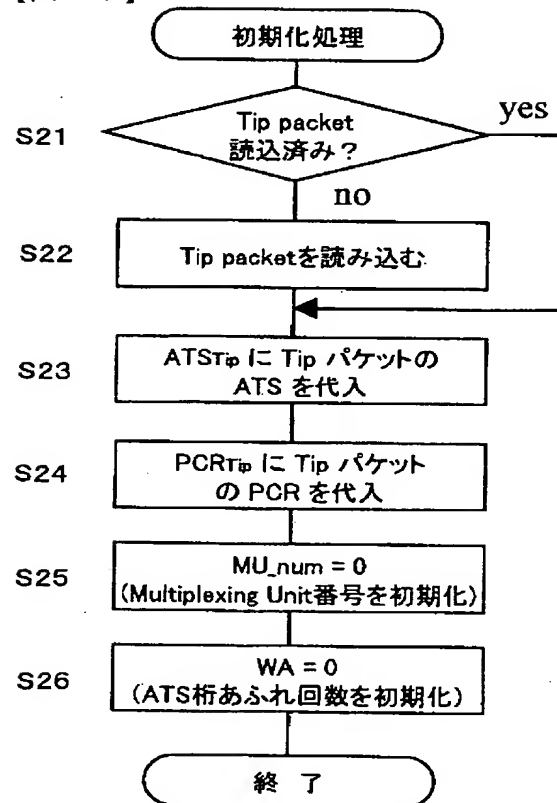 初期化処理
S21
Tip packet
読込済み?
yes
no
S22
Tip packetを読み込む
S23
ATSTip に Tip パケットの
ATS を代入
S24
PCRTip に Tip パケット
の PCR を代入
S25
MU_num = 0
(Multiplexing Unit番号を初期化)
S26
WA = 0
(ATS桁あふれ回数を初期化)
終 了